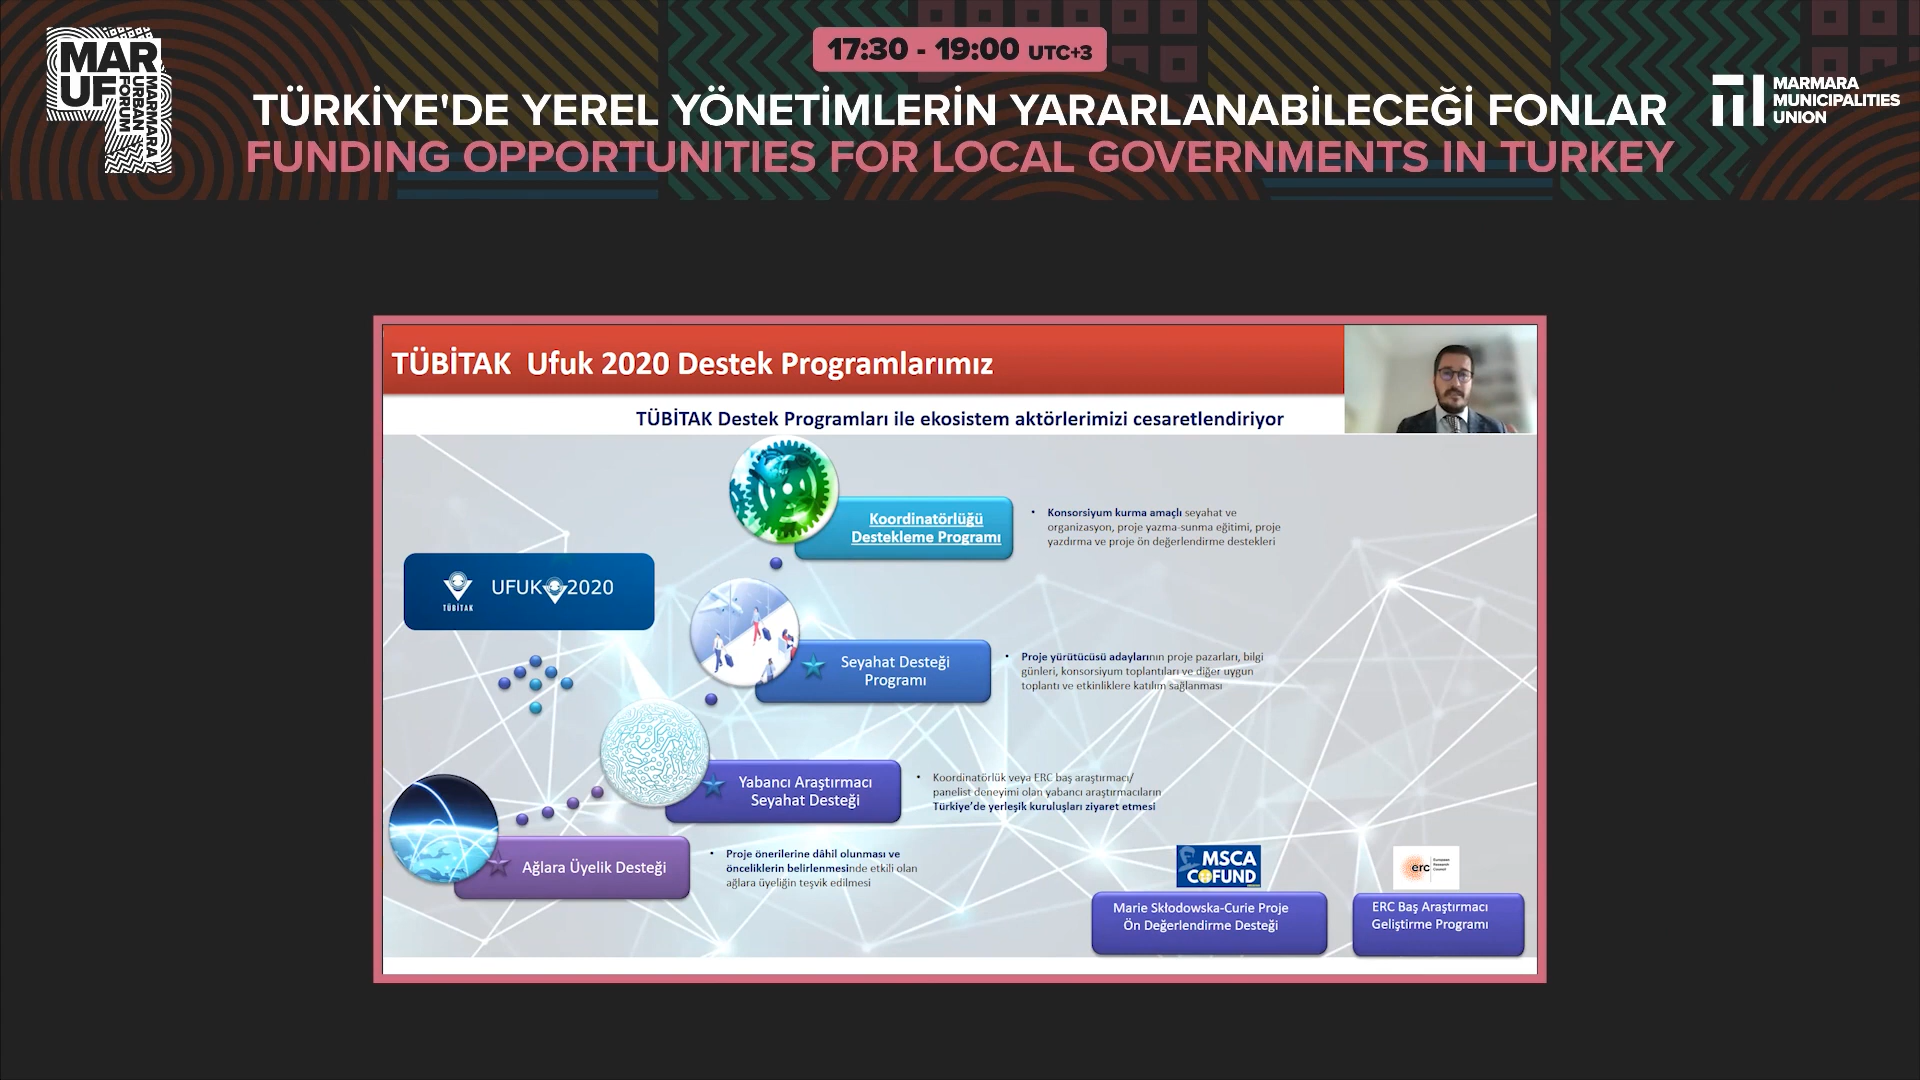 MAR
UF
MARMARA
URBAN
FORUM
17:30 - 19:00 UTC+3
TÜRKİYE'DE YEREL YÖNETİMLERİN YARARLANABİLECEĞİ FONLAR
FUNDING OPPORTUNITIES FOR LOCAL GOVERNMENTS IN TURKEY
MARMARA
MUNICIPALITIES
UNION
TÜBİTAK Ufuk 2020 Destek Programlarımız
TÜBİTAK Destek Programları ile ekosistem aktörlerimizi cesaretlendiriyor
Koordinatörlüğü
Destekleme Programı
• Konsorsiyum kurma amaçlı seyahat ve
organizasyon, proje yazma-sunma eğitimi, proje
yazdırma ve proje ön değerlendirme destekleri
TÜBİTAK
UFUK 2020
Seyahat Desteği
Programı
• Proje yürütücüsü adaylarının proje pazarları, bilgi
günleri, konsorsiyum toplantıları ve diğer uygun
toplantı ve etkinliklere katılım sağlanması
Yabancı Araştırmacı
Seyahat Desteği
• Koordinatörlük veya ERC baş araştırmacı/
panelist deneyimi olan yabancı araştırmacıların
Türkiye'de yerleşik kuruluşları ziyaret etmesi
Ağlara Üyelik Desteği
• Proje önerilerine dâhil olunması ve
önceliklerin belirlenmesinde etkili olan
ağlara üyeliğin teşvik edilmesi
MSCA
COFUND
Marie Skłodowska-Curie Proje
Ön Değerlendirme Desteği
erc
European
Research
Council
ERC Baş Araştırmacı
Geliştirme Programı